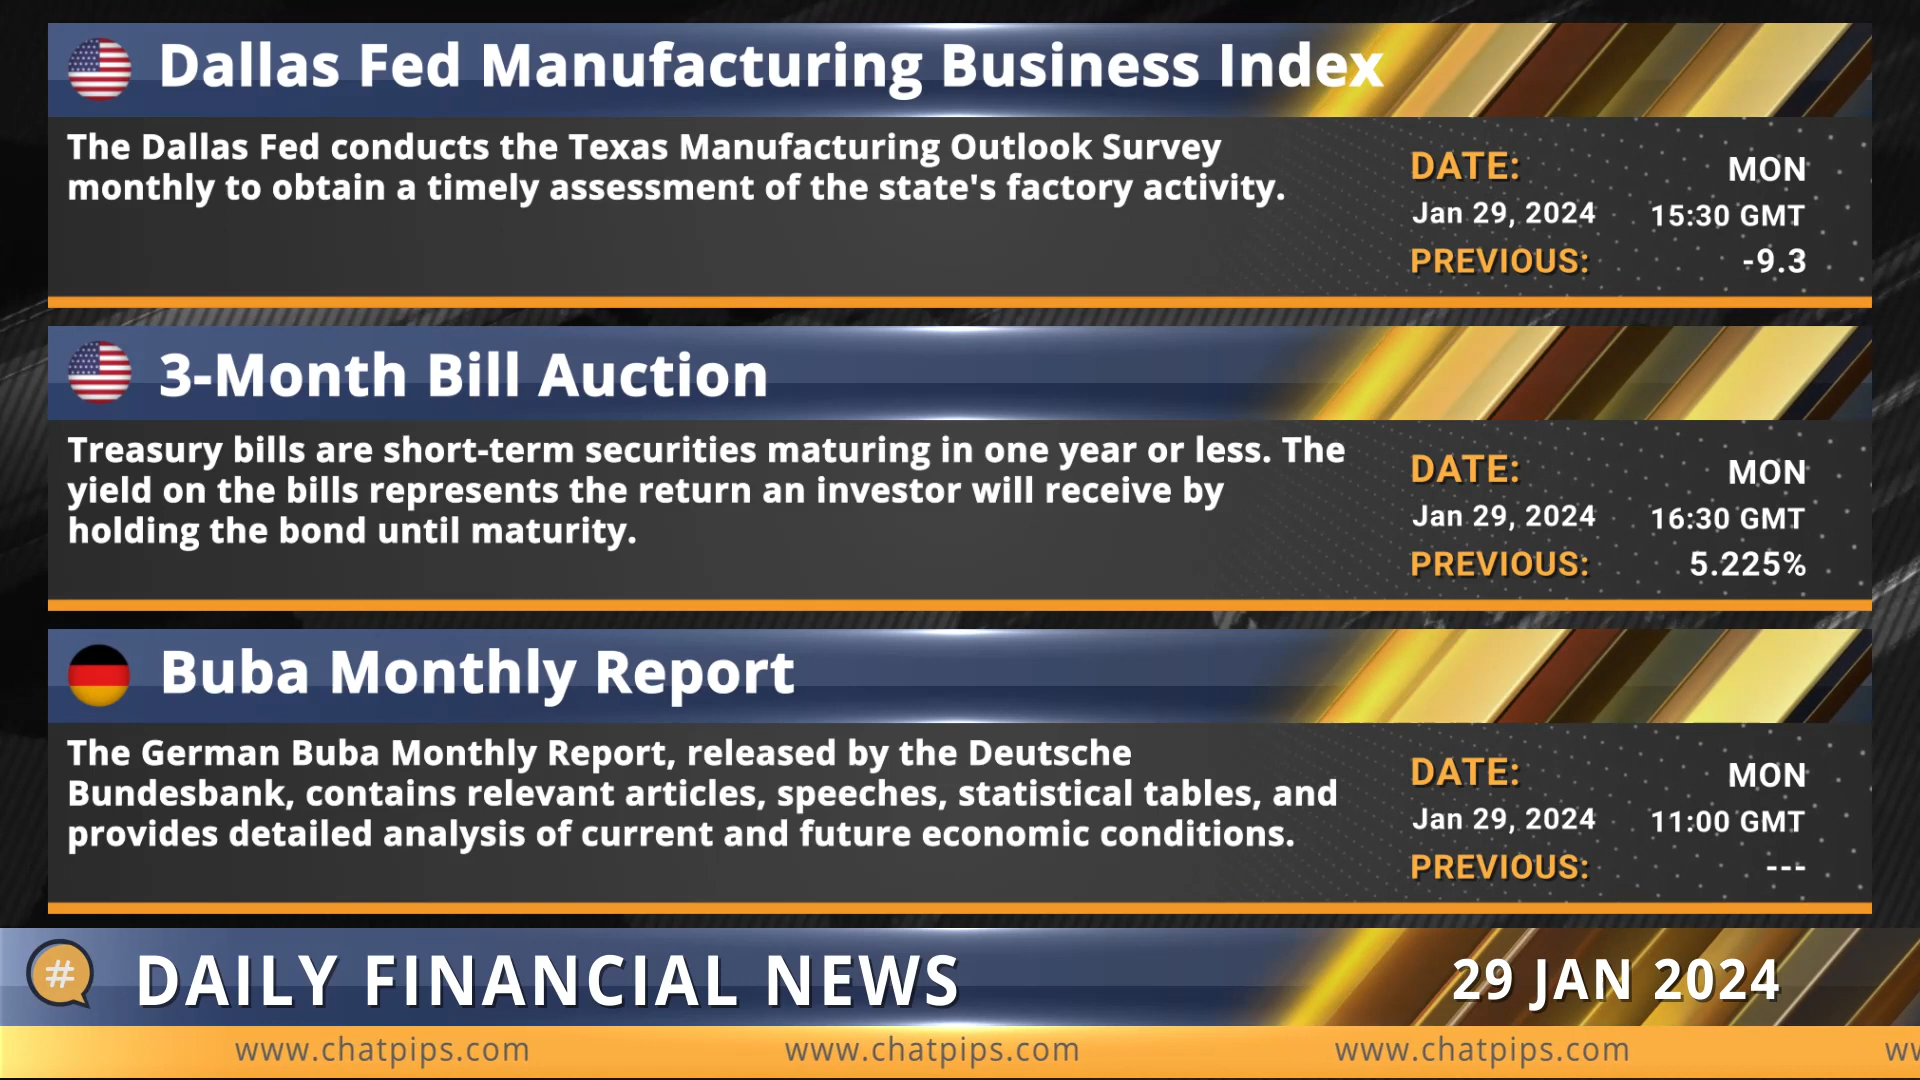 Dallas Fed Manufacturing Business Index
The Dallas Fed conducts the Texas Manufacturing Outlook Survey
monthly to obtain a timely assessment of the state's factory activity.
DATE: MON
Jan 29, 2024 15:30 GMT
PREVIOUS: -9.3
3-Month Bill Auction
Treasury bills are short-term securities maturing in one year or less. The
yield on the bills represents the return an investor will receive by
holding the bond until maturity.
DATE: MON
Jan 29, 2024 16:30 GMT
PREVIOUS: 5.225%
Buba Monthly Report
The German Buba Monthly Report, released by the Deutsche
Bundesbank, contains relevant articles, speeches, statistical tables, and
provides detailed analysis of current and future economic conditions.
DATE: MON
Jan 29, 2024 11:00 GMT
PREVIOUS: ---
# DAILY FINANCIAL NEWS 29 JAN 2024
www.chatpips.com www.chatpips.com www.chatpips.com